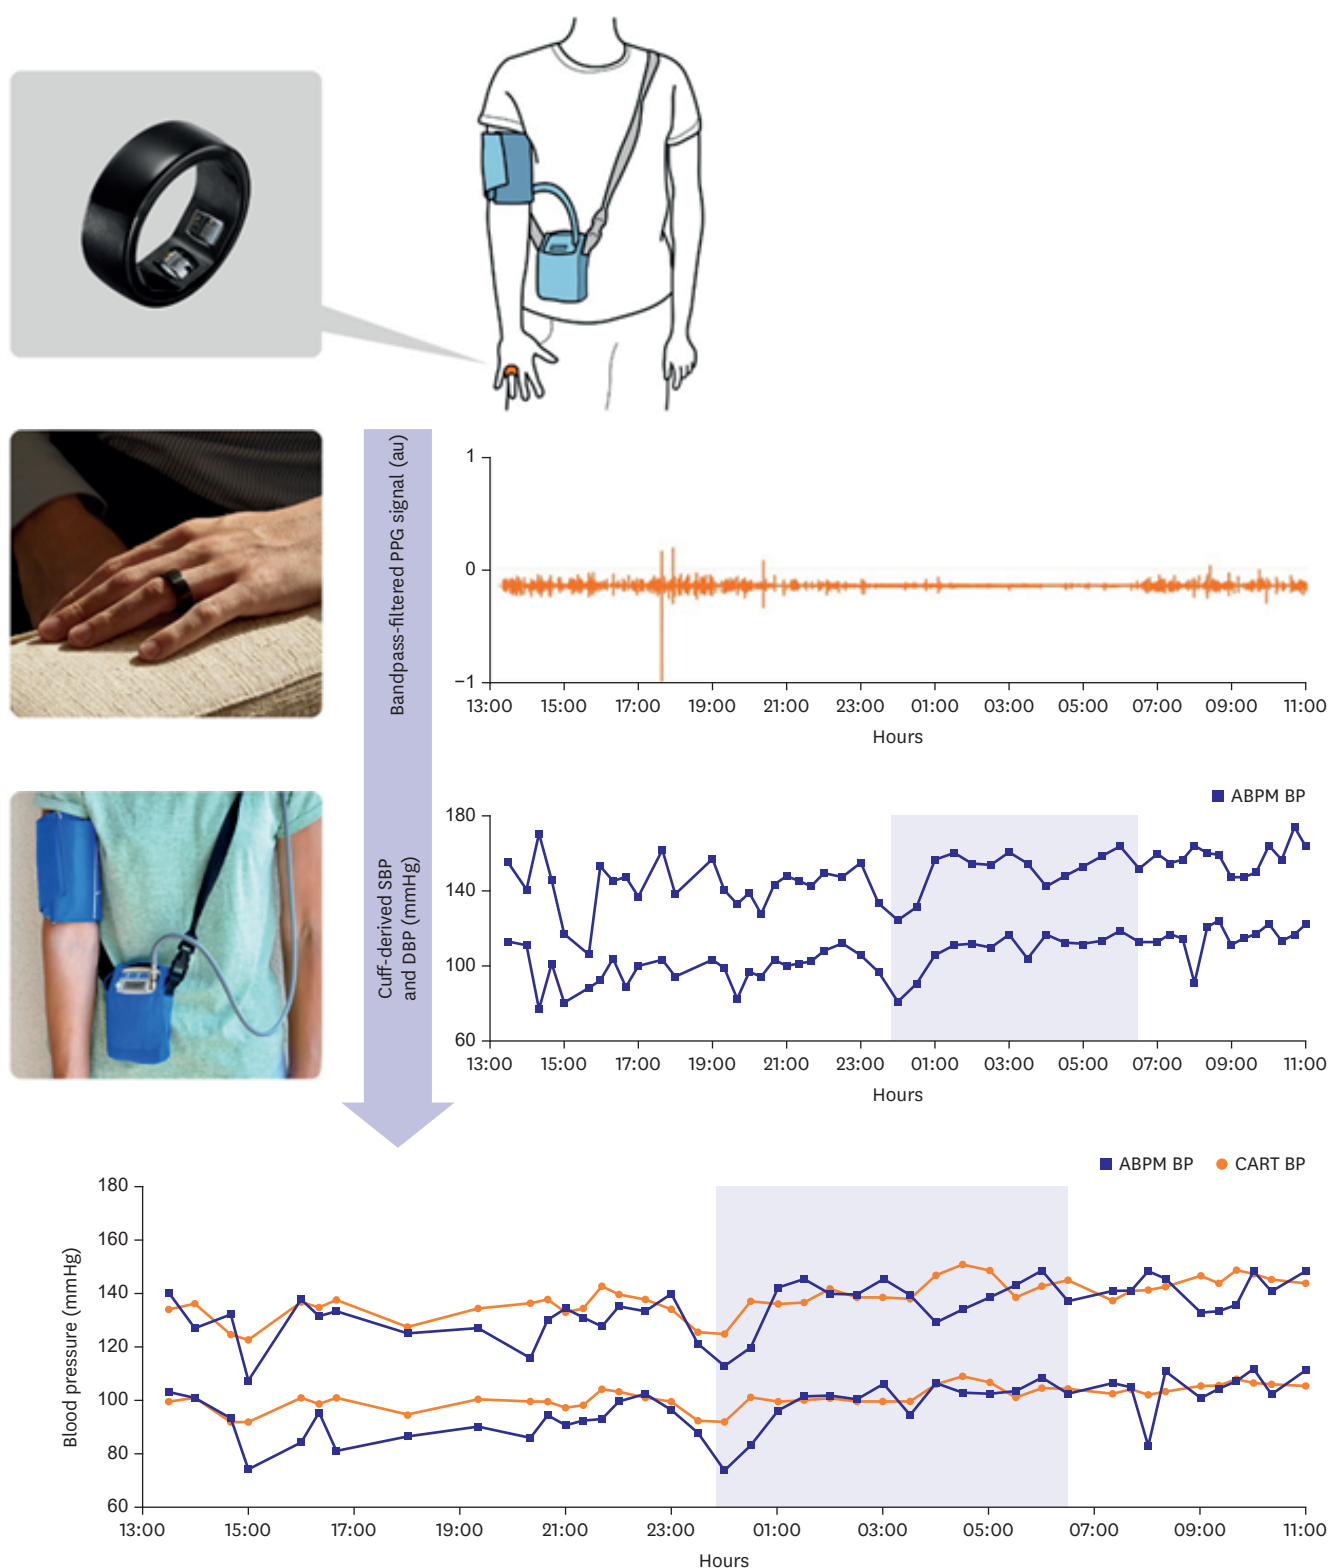 Bandpass-filtered PPG signal (au)
1
0
−1
13:00 15:00 17:00 19:00 21:00 23:00 01:00 03:00 05:00 07:00 09:00 11:00
Hours
ABPM BP
Cuff-derived SBP
and DBP (mmHg)
180
140
100
60
13:00 15:00 17:00 19:00 21:00 23:00 01:00 03:00 05:00 07:00 09:00 11:00
Hours
ABPM BP CART BP
Blood pressure (mmHg)
180
160
140
120
100
80
60
13:00 15:00 17:00 19:00 21:00 23:00 01:00 03:00 05:00 07:00 09:00 11:00
Hours